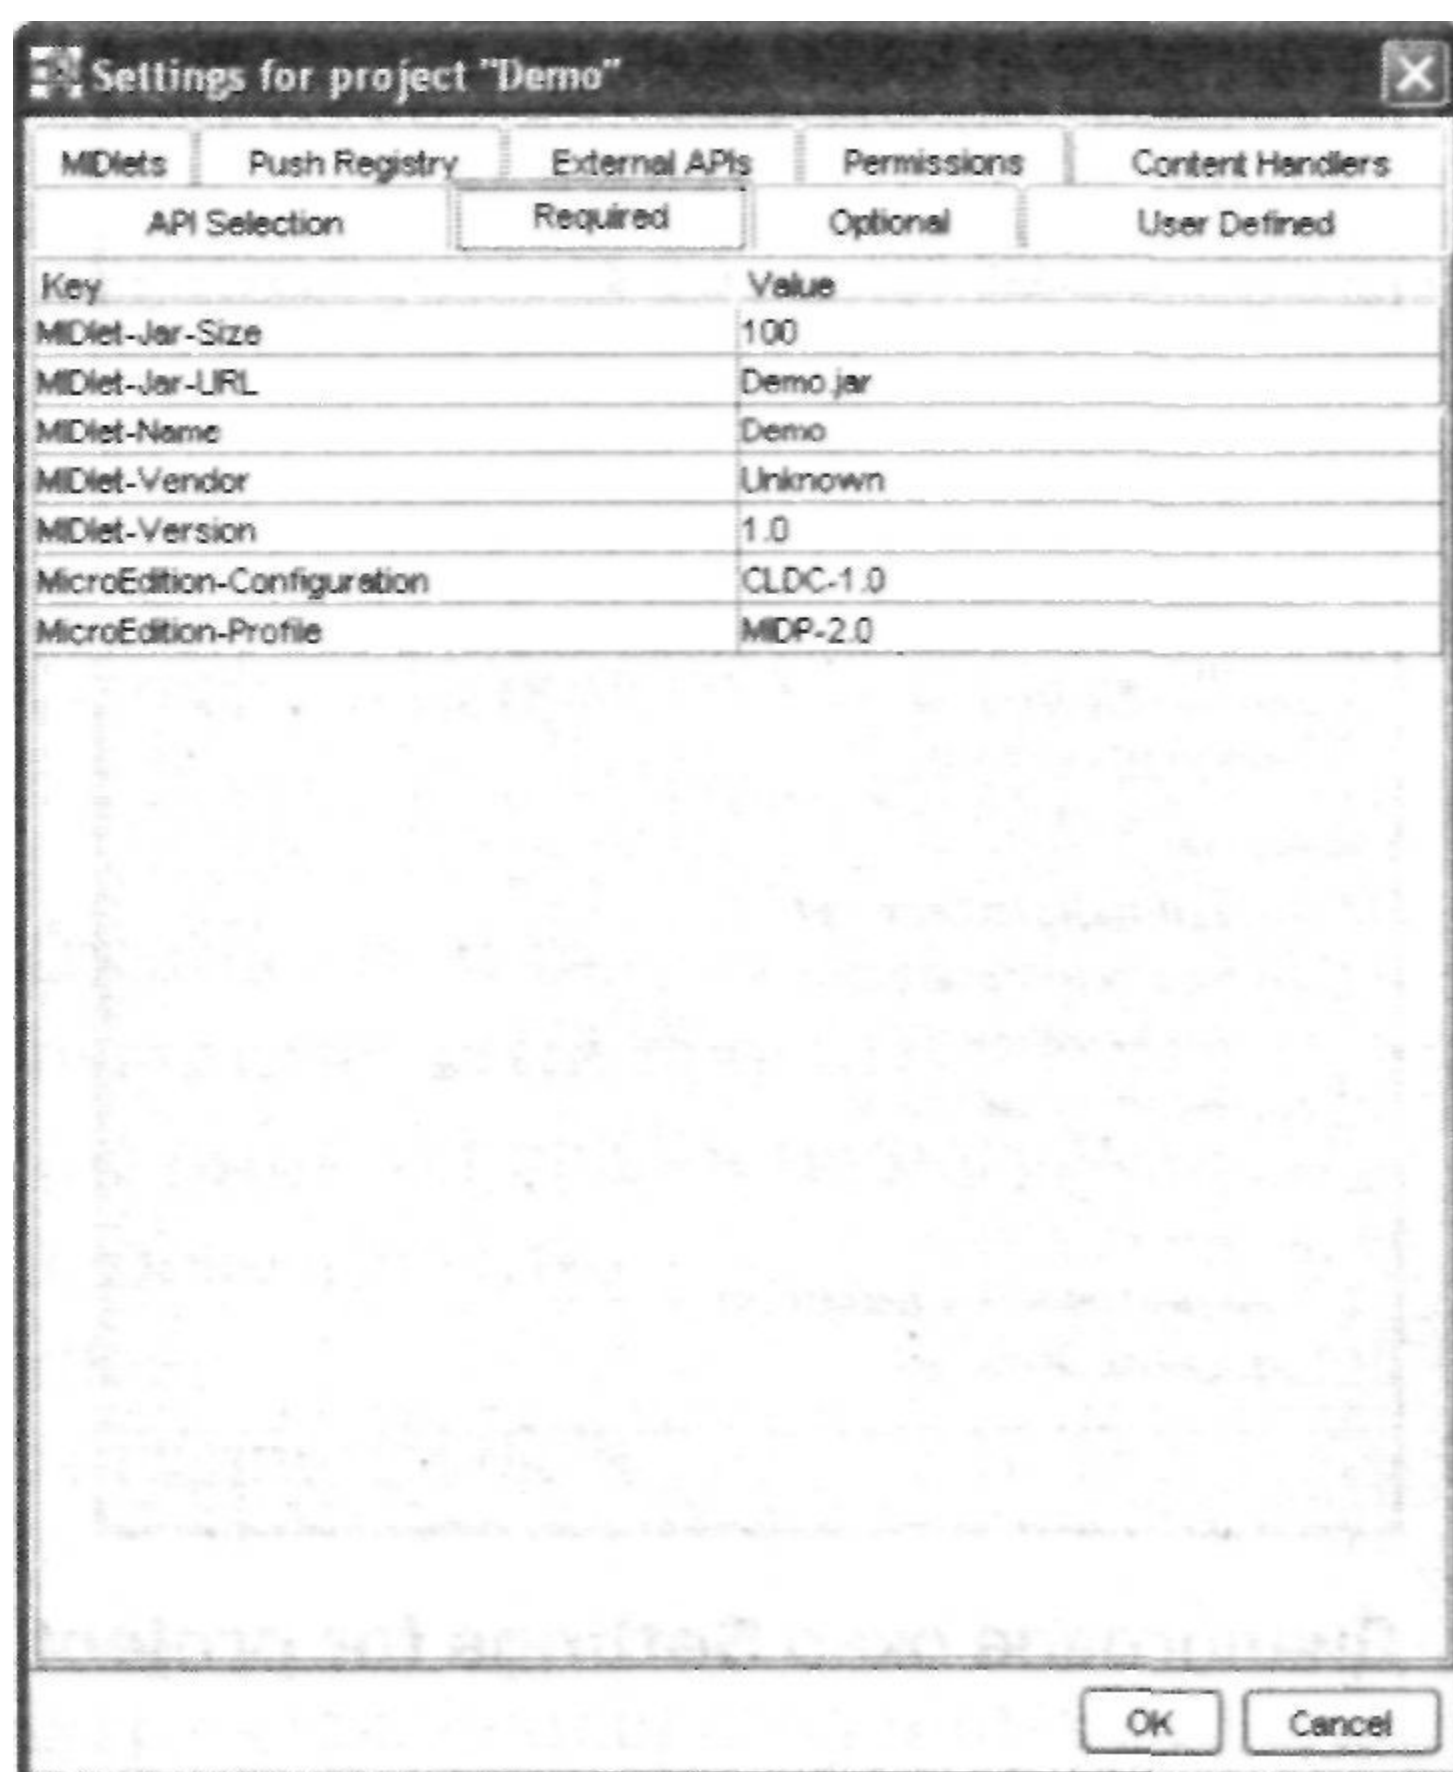 Settings for project "Demo"
MIDlets Push Registry External APIs Permissions Content Handlers
API Selection Required Optional User Defined
Key Value
MIDlet-Jar-Size 100
MIDlet-Jar-URL Demo.jar
MIDlet-Name Demo
MIDlet-Vendor Unknown
MIDlet-Version 1.0
MicroEdition-Configuration CLDC-1.0
MicroEdition-Profile MIDP-2.0
OK Cancel